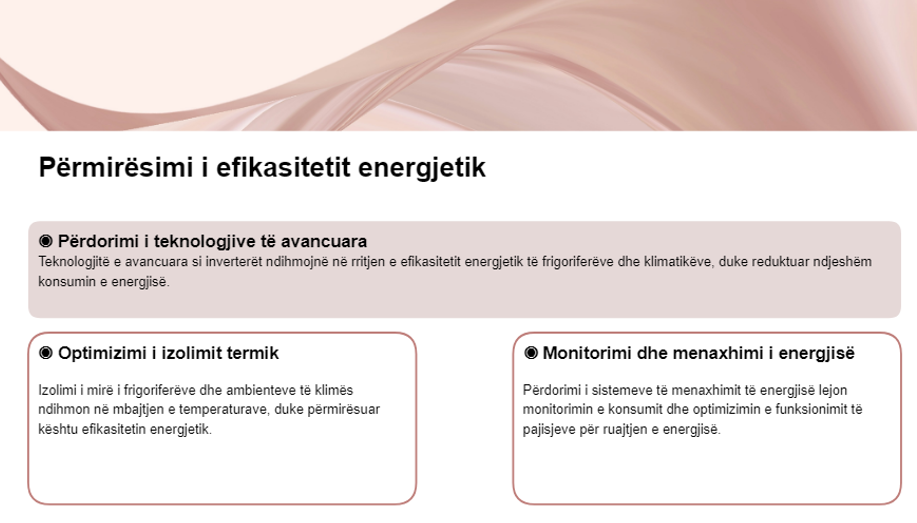 Përmirësimi i efikasitetit energjetik
◉ Përdorimi i teknologjive të avancuara
Teknologjitë e avancuara si inverterët ndihmojnë në rritjen e efikasitetit energjetik të frigoriferëve dhe klimatikëve, duke reduktuar ndjeshëm
konsumin e energjisë.
◉ Optimizimi i izolimit termik
Izolimi i mirë i frigoriferëve dhe ambienteve të klimës
ndihmon në mbajtjen e temperaturave, duke përmirësuar
kështu efikasitetin energjetik.
◉ Monitorimi dhe menaxhimi i energjisë
Përdorimi i sistemeve të menaxhimit të energjisë lejon
monitorimin e konsumit dhe optimizimin e funksionimit të
pajisjeve për ruajtjen e energjisë.